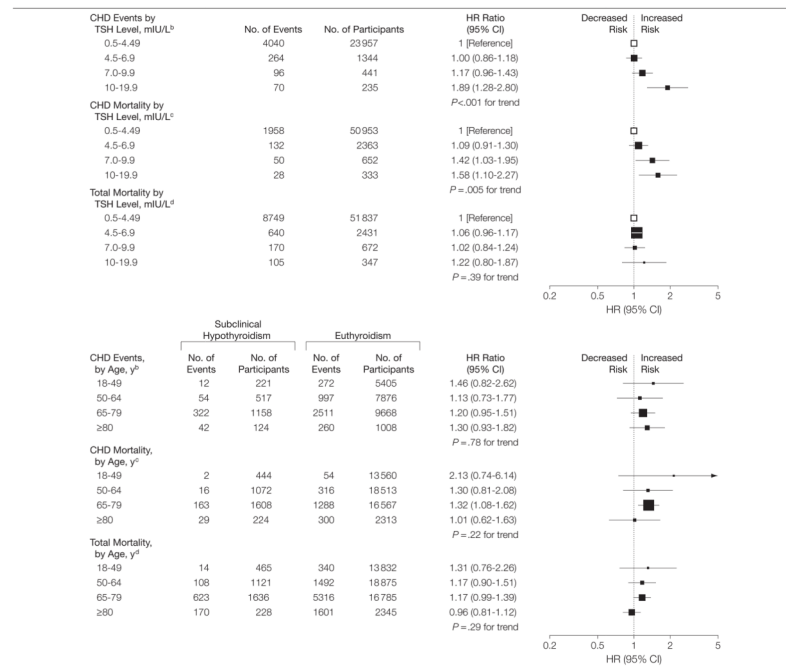 CHD Events by
TSH Level, mIU/Lᵇ No. of Events No. of Participants HR Ratio (95% CI) Decreased Risk Increased Risk
0.5-4.49 4040 23957 1 [Reference]
4.5-6.9 264 1344 1.00 (0.86-1.18)
7.0-9.9 96 441 1.17 (0.96-1.43)
10-19.9 70 235 1.89 (1.28-2.80)
P<.001 for trend
CHD Mortality by
TSH Level, mIU/Lᶜ
0.5-4.49 1958 50953 1 [Reference]
4.5-6.9 132 2363 1.09 (0.91-1.30)
7.0-9.9 50 652 1.42 (1.03-1.95)
10-19.9 28 333 1.58 (1.10-2.27)
P = .005 for trend
Total Mortality by
TSH Level, mIU/Lᵈ
0.5-4.49 8749 51837 1 [Reference]
4.5-6.9 640 2431 1.06 (0.96-1.17)
7.0-9.9 170 672 1.02 (0.84-1.24)
10-19.9 105 347 1.22 (0.80-1.87)
P = .39 for trend
0.2 0.5 1 2 5
HR (95% CI)
Subclinical
Hypothyroidism Euthyroidism
CHD Events, No. of No. of No. of No. of HR Ratio Decreased Increased
by Age, yᵇ Events Participants Events Participants (95% CI) Risk Risk
18-49 12 221 272 5405 1.46 (0.82-2.62)
50-64 54 517 997 7876 1.13 (0.73-1.77)
65-79 322 1158 2511 9668 1.20 (0.95-1.51)
≥80 42 124 260 1008 1.30 (0.93-1.82)
P = .78 for trend
CHD Mortality,
by Age, yᶜ
18-49 2 444 54 13560 2.13 (0.74-6.14)
50-64 16 1072 316 18513 1.30 (0.81-2.08)
65-79 163 1608 1288 16567 1.32 (1.08-1.62)
≥80 29 224 300 2313 1.01 (0.62-1.63)
P = .22 for trend
Total Mortality,
by Age, yᵈ
18-49 14 465 340 13832 1.31 (0.76-2.26)
50-64 108 1121 1492 18875 1.17 (0.90-1.51)
65-79 623 1636 5316 16785 1.17 (0.99-1.39)
≥80 170 228 1601 2345 0.96 (0.81-1.12)
P = .29 for trend
0.2 0.5 1 2 5
HR (95% CI)